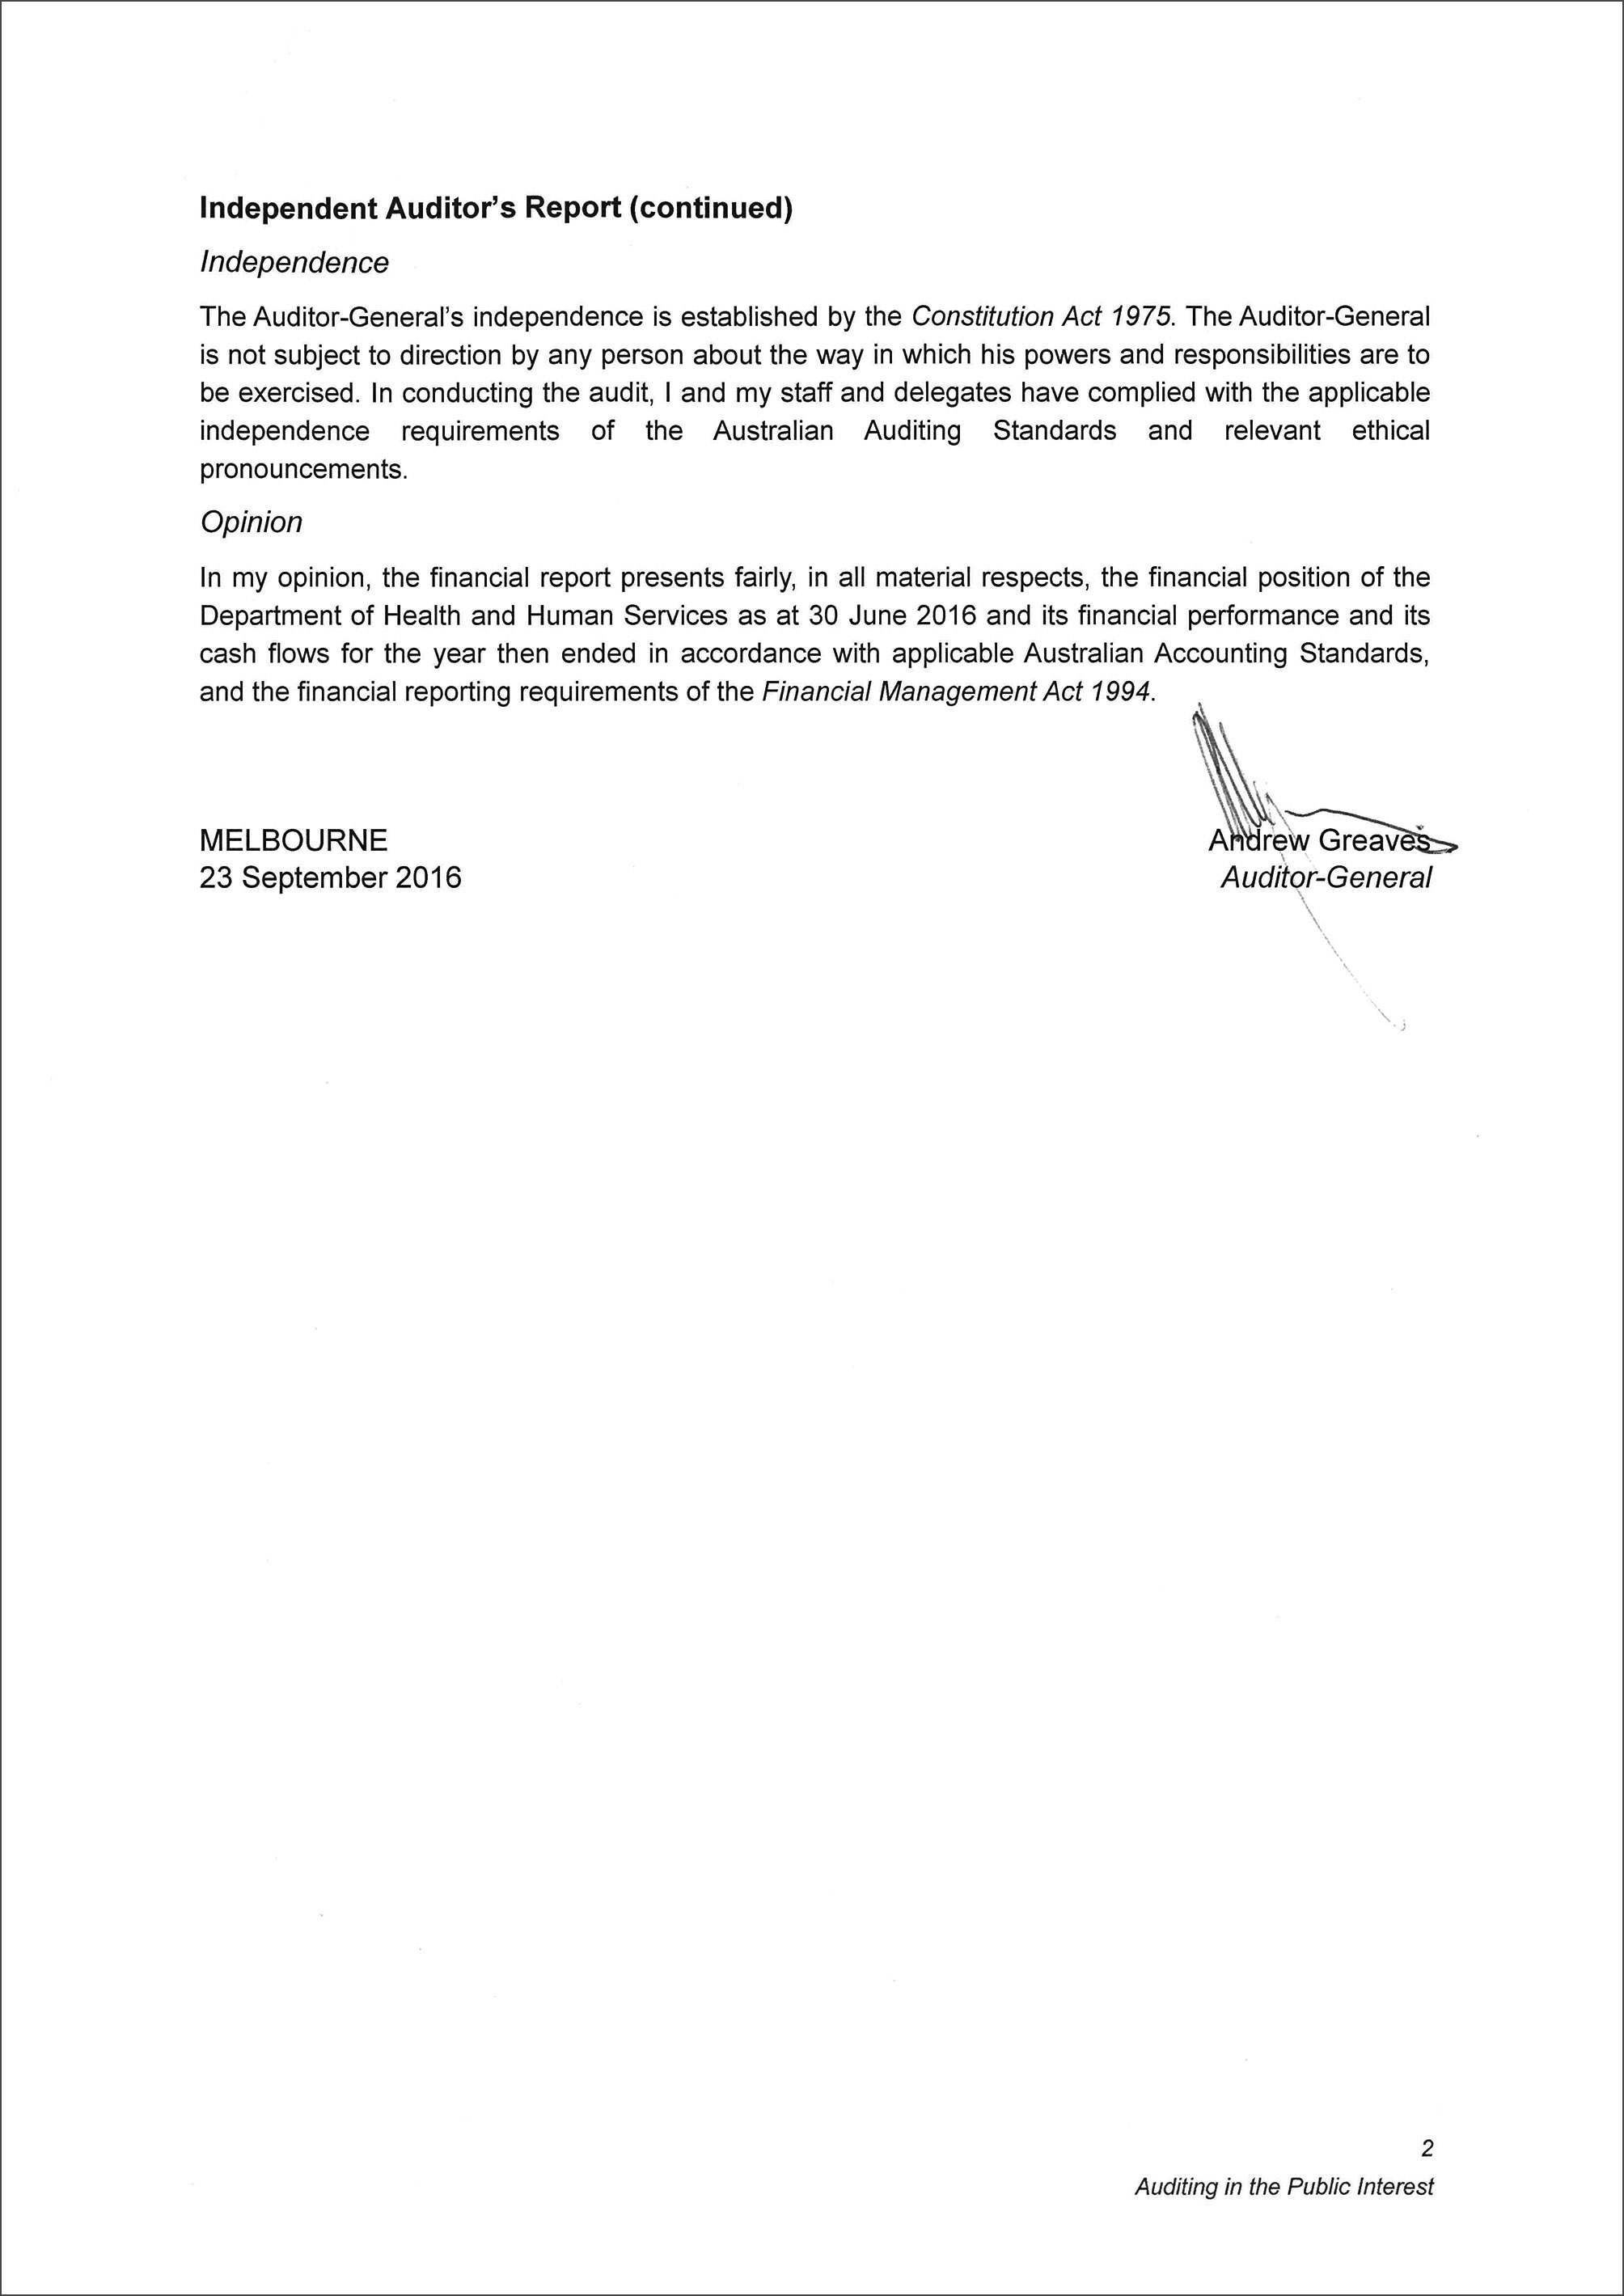 Independent Auditor’s Report (continued)
Independence
The Auditor-General’s independence is established by the Constitution Act 1975. The Auditor-General
is not subject to direction by any person about the way in which his powers and responsibilities are to
be exercised. In conducting the audit, I and my staff and delegates have complied with the applicable
independence requirements of the Australian Auditing Standards and relevant ethical
pronouncements.
Opinion
In my opinion, the financial report presents fairly, in all material respects, the financial position of the
Department of Health and Human Services as at 30 June 2016 and its financial performance and its
cash flows for the year then ended in accordance with applicable Australian Accounting Standards,
and the financial reporting requirements of the Financial Management Act 1994.
MELBOURNE
23 September 2016
Andrew Greaves
Auditor-General
2
Auditing in the Public Interest